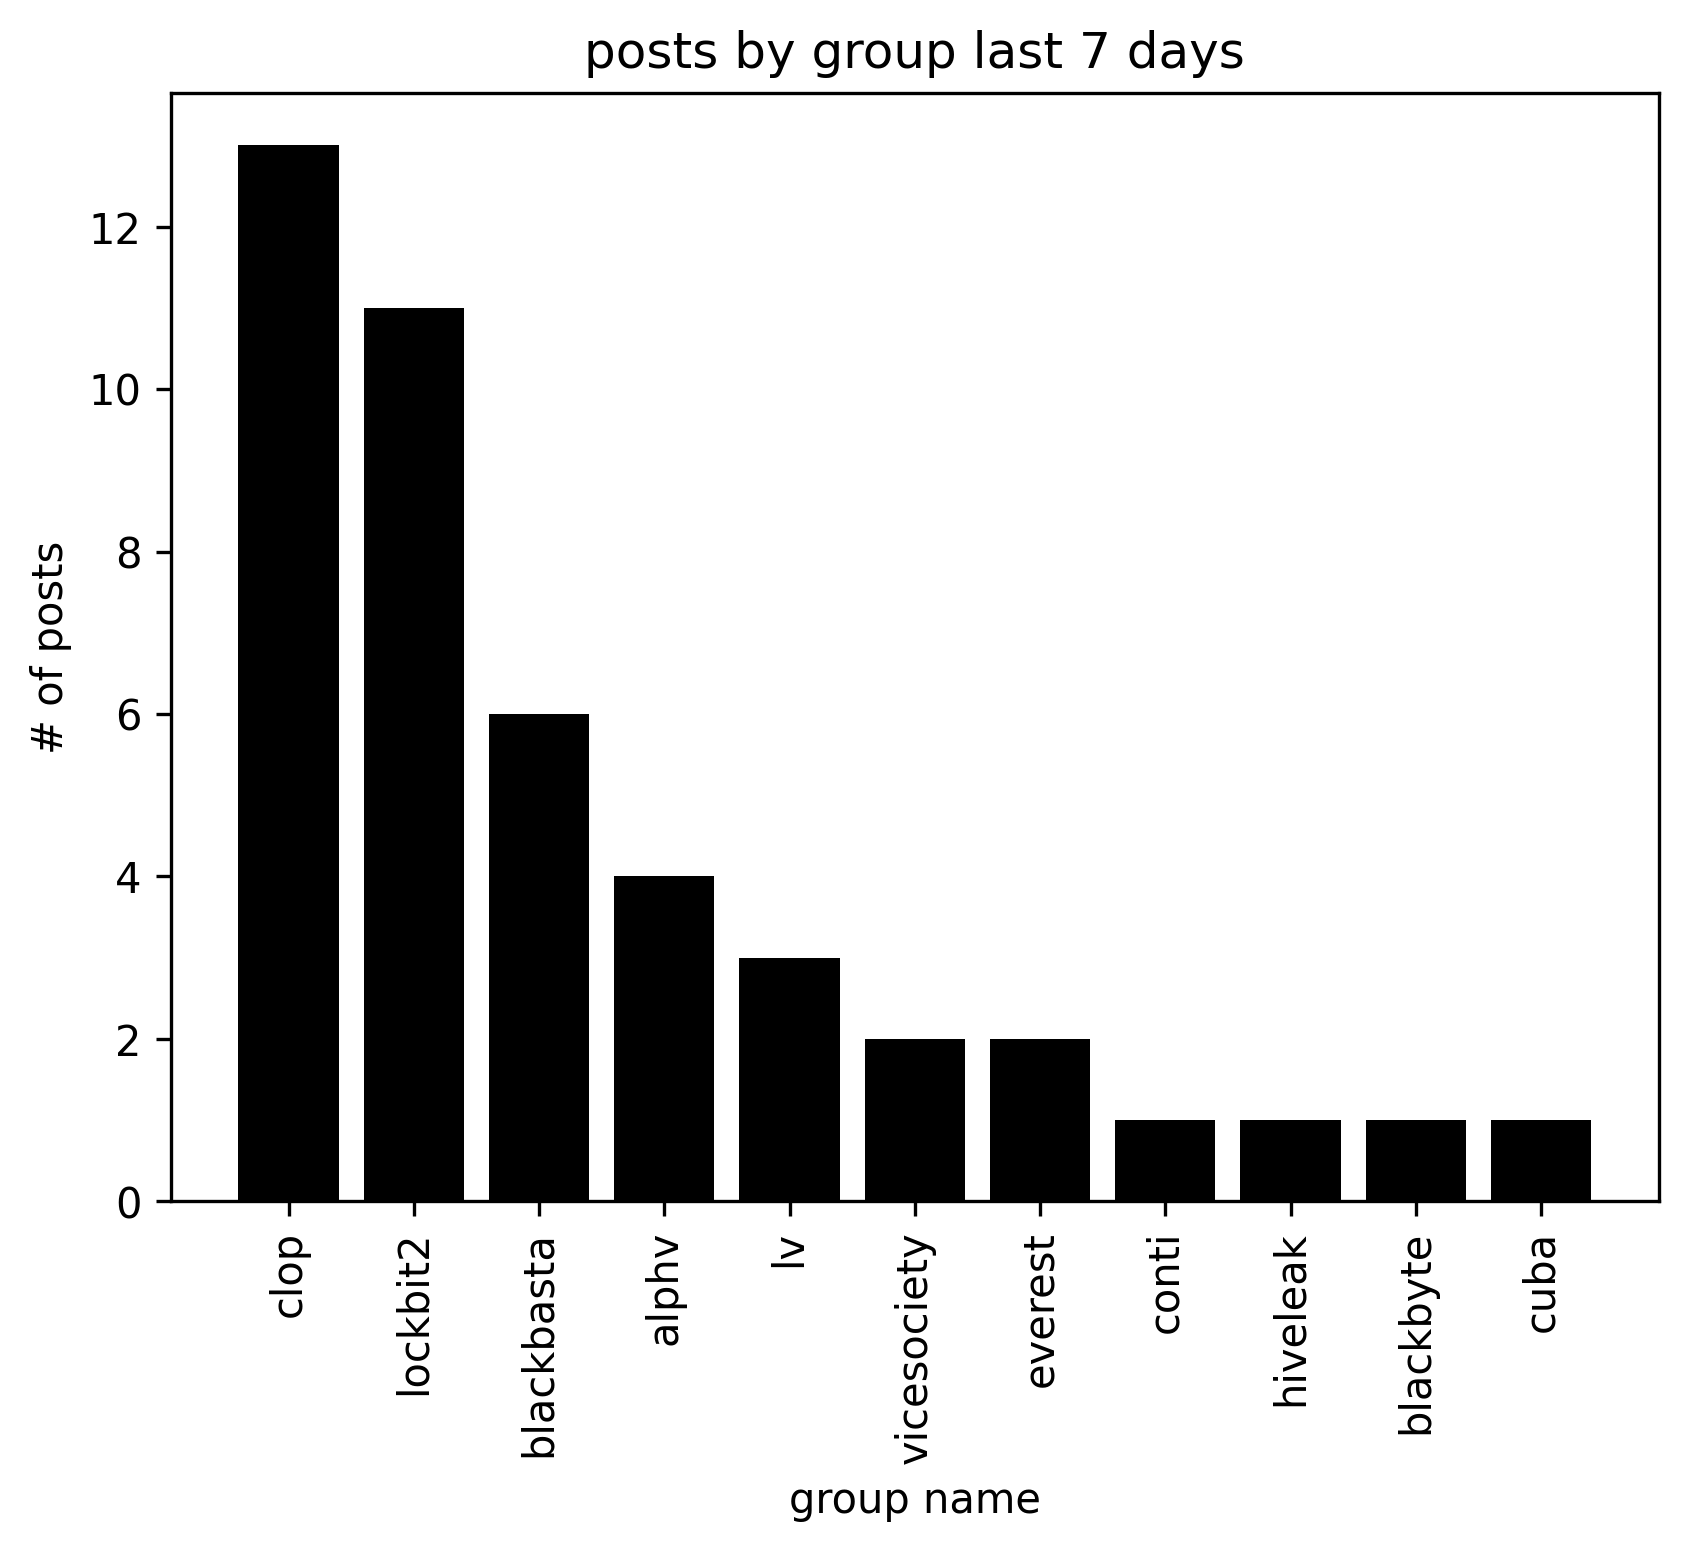 posts by group last 7 days
# of posts
12
10
8
6
4
2
0
clop
lockbit2
blackbasta
alphv
lv
vicesociety
everest
conti
hiveleak
blackbyte
cuba
group name